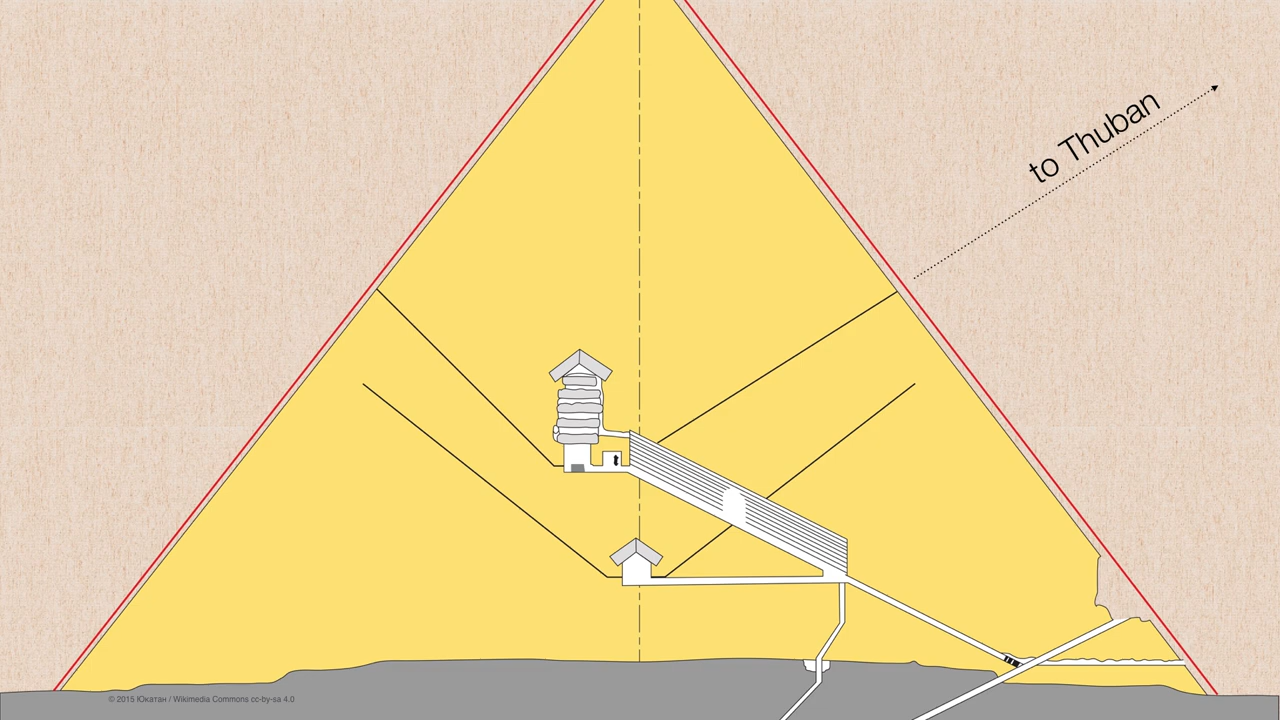 to Thuban
© 2015 Юкатан / Wikimedia Commons cc-by-sa 4.0